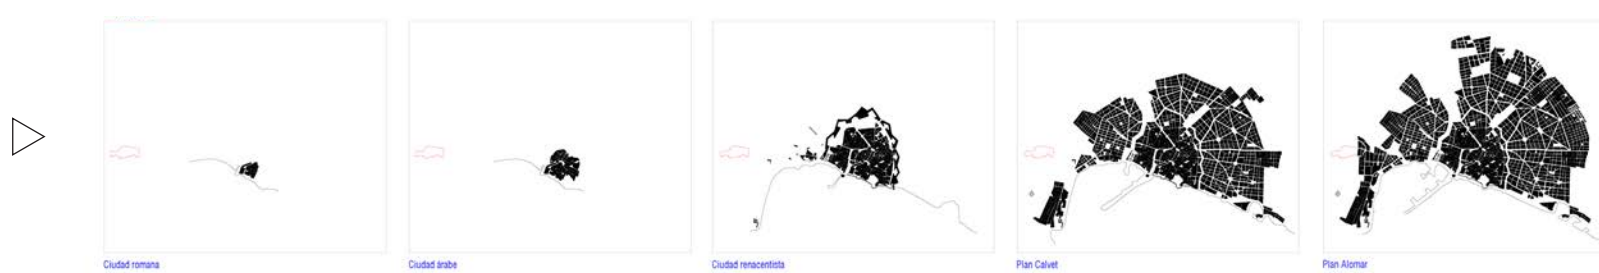 Ciudad romana
Ciudad árabe
Ciudad renacentista
Plan Calvet
Plan Alomar